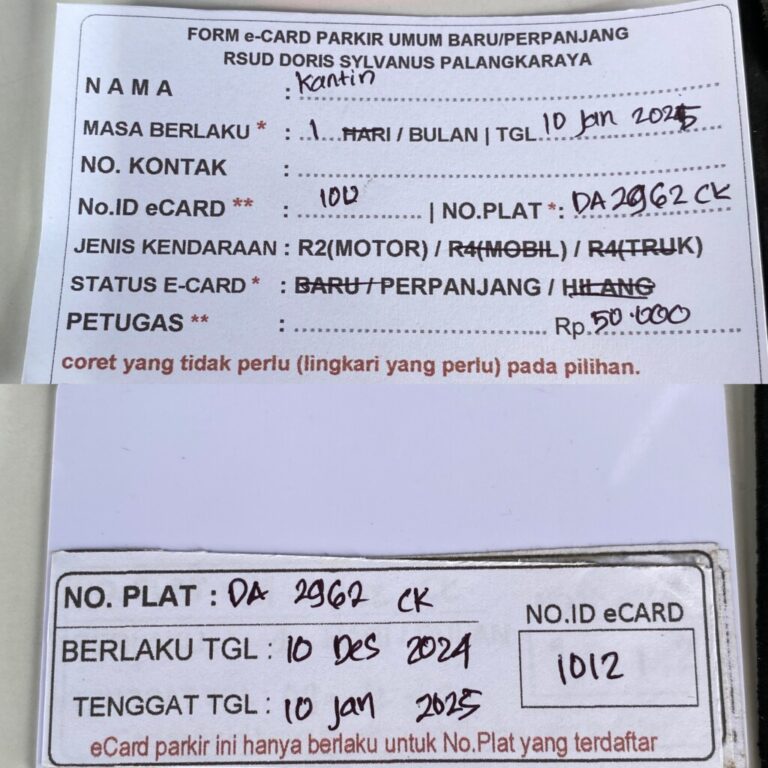 FORM e-CARD PARKIR UMUM BARU/PERPANJANG
RSUD DORIS SYLVANUS PALANGKARAYA
NAMA : Kantin
MASA BERLAKU * : 1 HARI / BULAN | TGL 10 Jan 2025
NO. KONTAK :
No.ID eCARD ** : | NO.PLAT *: DA 2962 CK
JENIS KENDARAAN : R2(MOTOR) / R4(MOBIL) / R4(TRUK)
STATUS E-CARD * : BARU / PERPANJANG / HILANG
PETUGAS ** : Rp. 50.000
coret yang tidak perlu (lingkari yang perlu) pada pilihan.
NO. PLAT : DA 2962 CK
NO.ID eCARD
BERLAKU TGL : 10 Des 2024
1012
TENGGAT TGL : 10 Jan 2025
eCard parkir ini hanya berlaku untuk No.Plat yang terdaftar